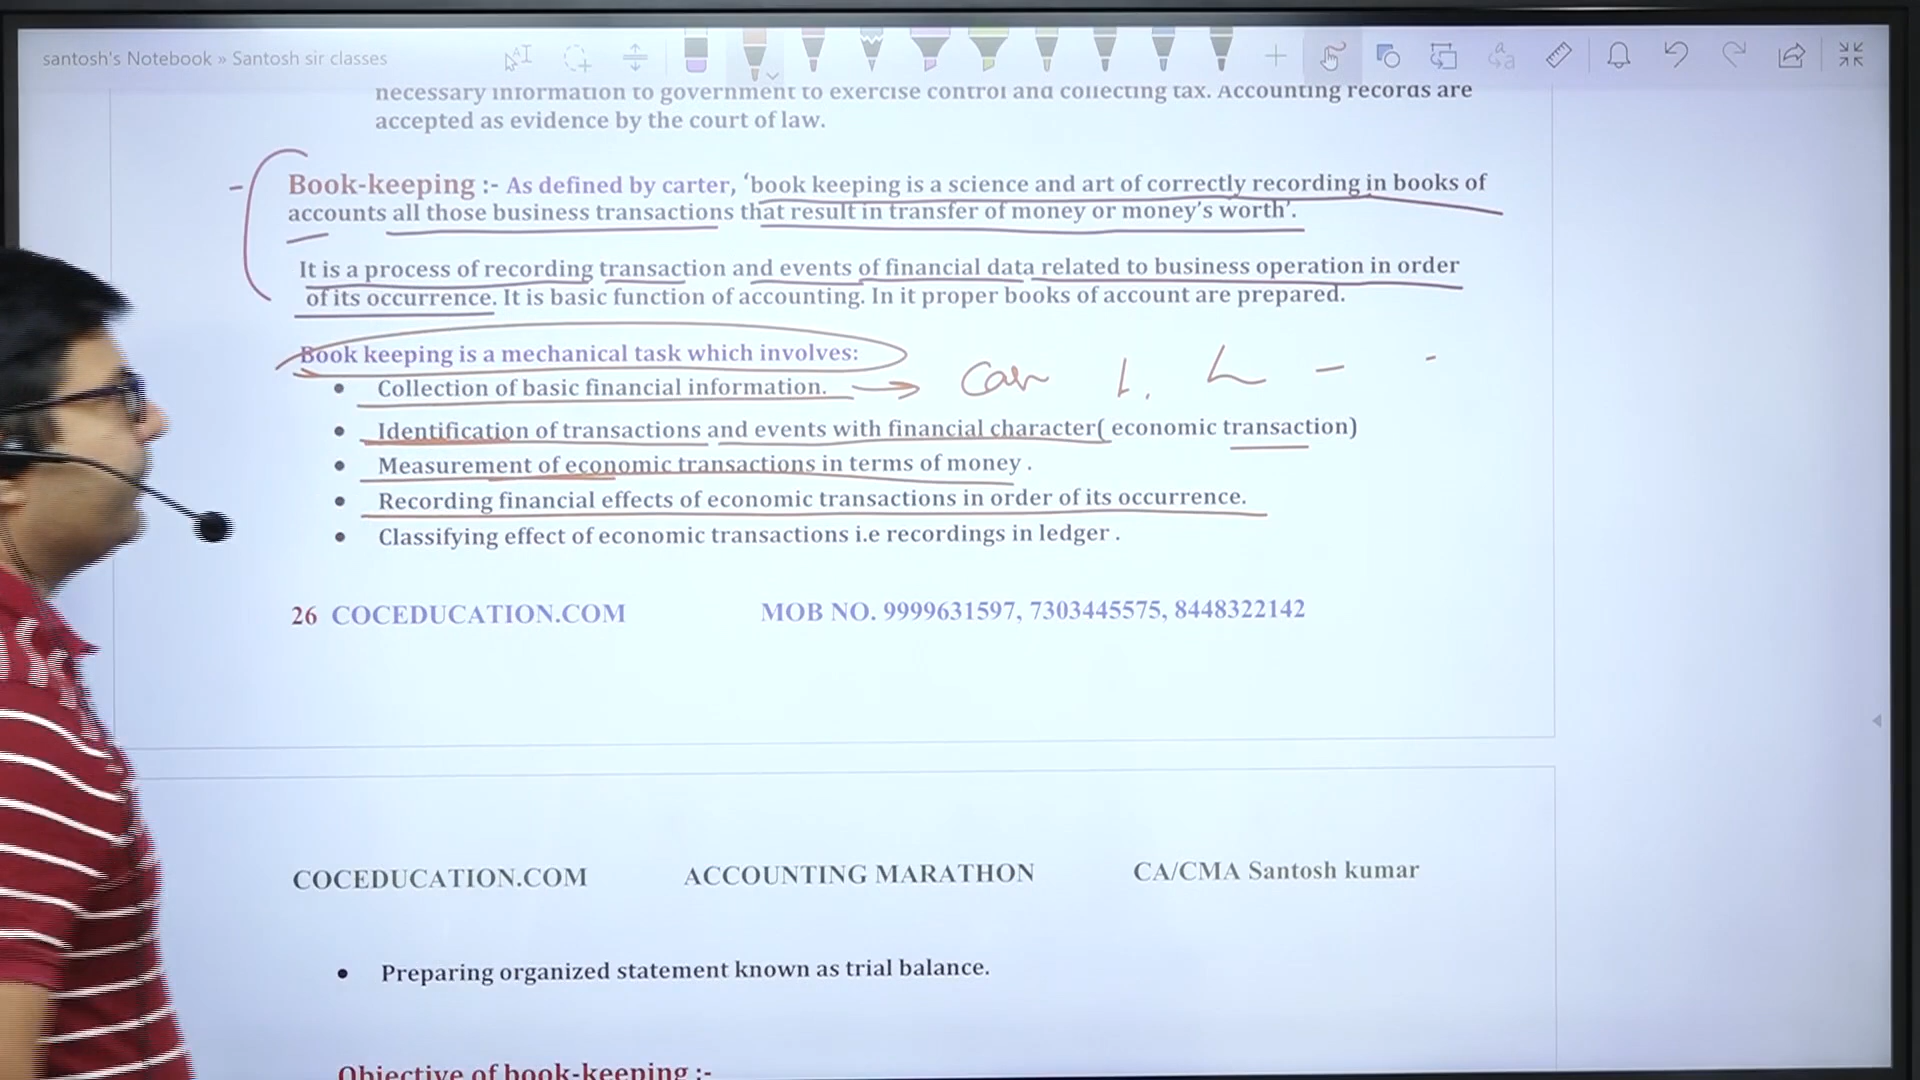 santosh's Notebook » Santosh sir classes
necessary information to government to exercise control and collecting tax. Accounting records are
accepted as evidence by the court of law.
Book-keeping :- As defined by carter, ‘book keeping is a science and art of correctly recording in books of
accounts all those business transactions that result in transfer of money or money’s worth’.
It is a process of recording transaction and events of financial data related to business operation in order
of its occurrence. It is basic function of accounting. In it proper books of account are prepared.
Book keeping is a mechanical task which involves:
• Collection of basic financial information.
• Identification of transactions and events with financial character( economic transaction)
• Measurement of economic transactions in terms of money .
• Recording financial effects of economic transactions in order of its occurrence.
• Classifying effect of economic transactions i.e recordings in ledger .
26 COCEDUCATION.COM MOB NO. 9999631597, 7303445575, 8448322142
COCEDUCATION.COM ACCOUNTING MARATHON CA/CMA Santosh kumar
• Preparing organized statement known as trial balance.
Objective of book-keeping :-